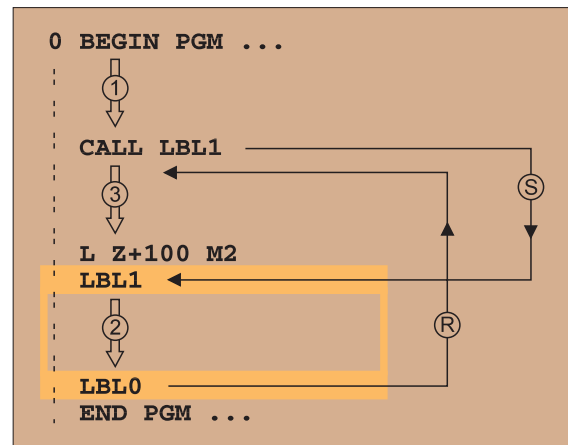 0 BEGIN PGM ...
1
CALL LBL1
S
3
L Z+100 M2
LBL1
2
R
LBL0
END PGM ...